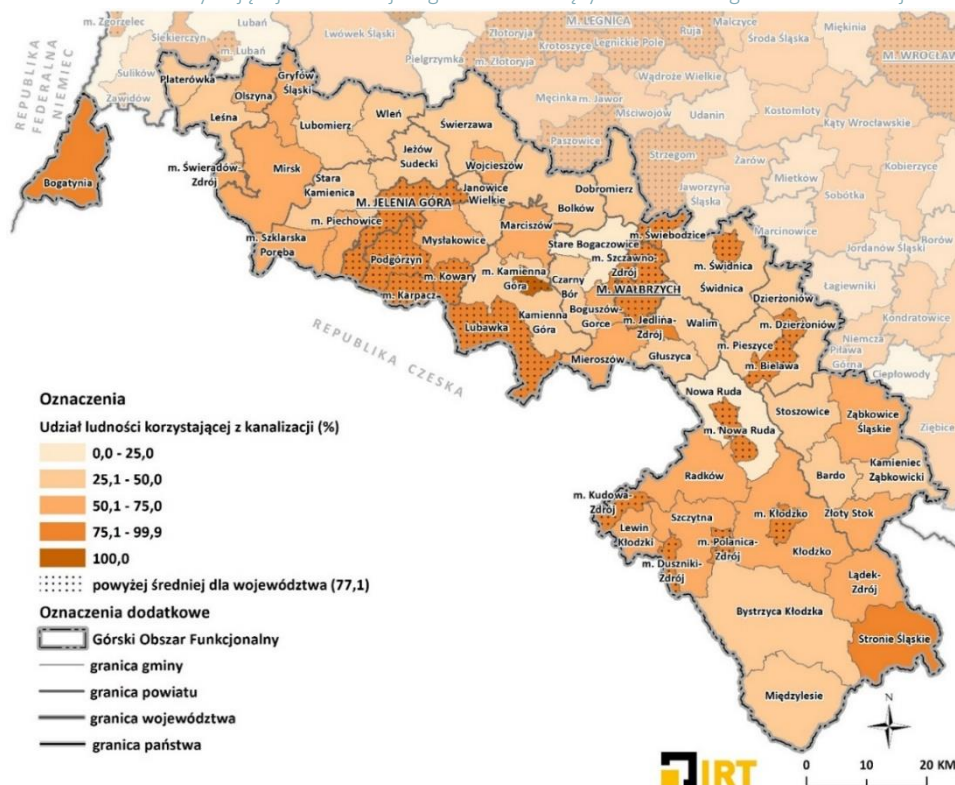 m. Zgorzelec
Lubań
Siekierczyn
m. Lubań
Lwówek Śląski
Pielgrzymka
Złotoryja
m. Złotoryja
M. LEGNICA
Krotoszyce
Legnickie Pole
Ruja
Malczyce
Środa Śląska
Miękinia
M. WROCŁAW
REPUBLIKA
FEDERALNA
NIEMIEC
Sulików
Zawidów
Platerówka
Gryfów
Śląski
Olszyna
Leśna
Lubomierz
Wleń
Świerzawa
Męcinka
m. Jawor
Mściwojów
Wądroże Wielkie
Udanin
Kostomłoty
Kąty Wrocławskie
Paszowice
Strzegom
Żarów
Mietków
Kobierzyce
Sobótka
Jaworzyna
Śląska
Marcinowice
Jordanów Śląski
Borów
Łagiewniki
Kondratowice
Niemcza
Piława
Górna
Ciepłowody
Ziębice
Bogatynia
m. Świeradów-
Zdrój
Mirsk
Stara
Kamienica
Jeżów
Sudecki
Wojcieszów
Janowice
Wielkie
Bolków
Dobromierz
M. JELENIA GÓRA
m. Piechowice
m. Szklarska
Poręba
Podgórzyn
Mysłakowice
Marciszów
m. Kowary
m. Karpacz
m. Kamienna
Góra
Kamienna
Góra
Lubawka
Czarny
Bór
Stare Bogaczowice
m. Szczawno-
Zdrój
m. Świebodzice
M. WAŁBRZYCH
m. Świdnica
Świdnica
Boguszów-
Gorce
m. Jedlina-
Zdrój
Walim
Mieroszów
Głuszyca
Dzierżoniów
m. Dzierżoniów
m. Pieszyce
m. Bielawa
REPUBLIKA CZESKA
Nowa Ruda
m. Nowa Ruda
Stoszowice
Ząbkowice
Śląskie
Bardo
Kamieniec
Ząbkowicki
Radków
m. Kudowa-
Zdrój
Lewin
Kłodzki
Szczytna
m. Kłodzko
Kłodzko
Złoty Stok
m. Polanica-
Zdrój
m. Duszniki-
Zdrój
Lądek-
Zdrój
Bystrzyca Kłodzka
Stronie Śląskie
Międzylesie
Oznaczenia
Udział ludności korzystającej z kanalizacji (%)
0,0 - 25,0
25,1 - 50,0
50,1 - 75,0
75,1 - 99,9
100,0
powyżej średniej dla województwa (77,1)
Oznaczenia dodatkowe
Górski Obszar Funkcjonalny
granica gminy
granica powiatu
granica województwa
granica państwa
N
IRT
0 10 20 KM